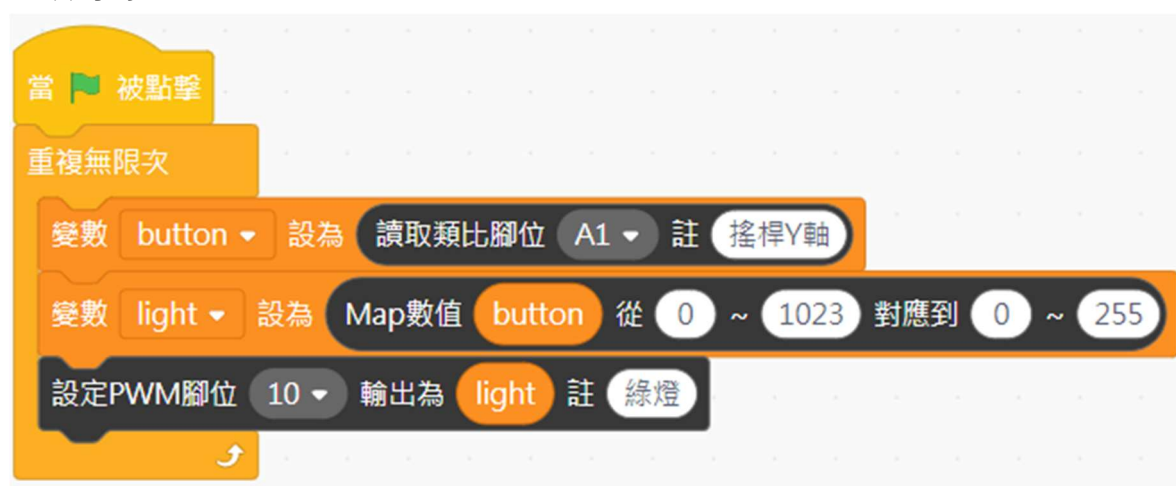 當 被點擊
重複無限次
變數 button 設為 讀取類比腳位 A1 註 搖桿Y軸
變數 light 設為 Map數值 button 從 0 ~ 1023 對應到 0 ~ 255
設定PWM腳位 10 輸出為 light 註 綠燈